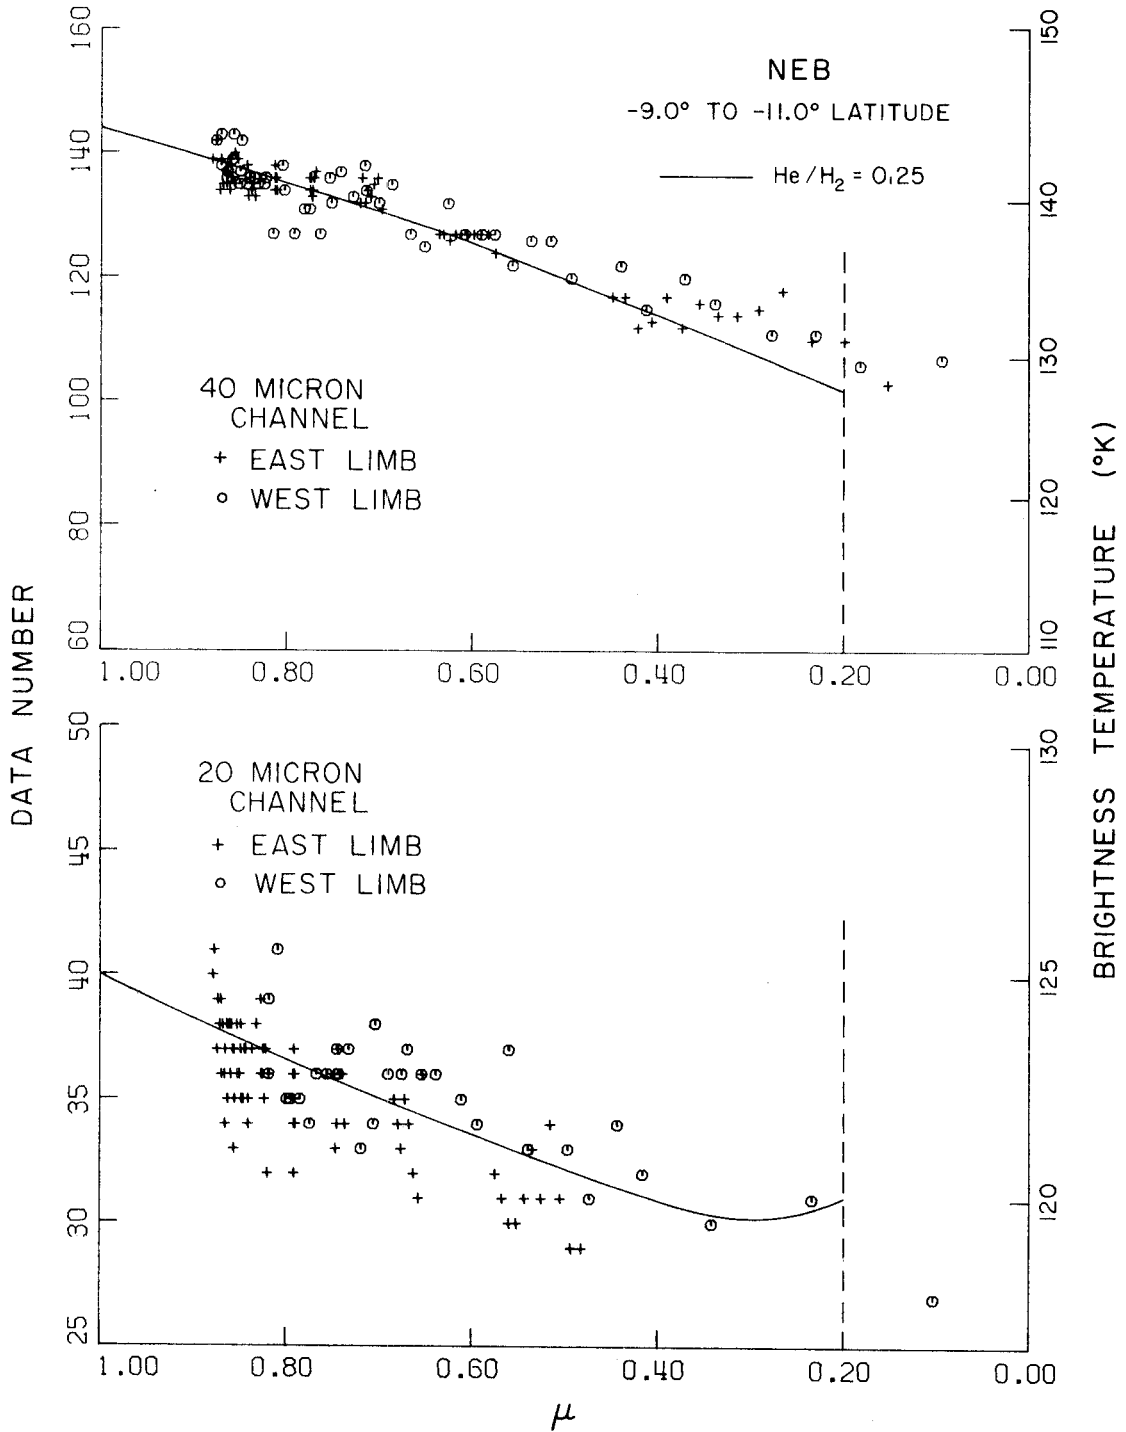 NEB
-9.0° TO -11.0° LATITUDE
He/H₂ = 0.25
160
140
120
100
80
60
150
140
130
120
110
40 MICRON
CHANNEL
+ EAST LIMB
o WEST LIMB
1.00 0.80 0.60 0.40 0.20 0.00
DATA NUMBER
BRIGHTNESS TEMPERATURE (°K)
50
45
40
35
30
25
130
125
120
20 MICRON
CHANNEL
+ EAST LIMB
o WEST LIMB
1.00 0.80 0.60 0.40 0.20 0.00
μ